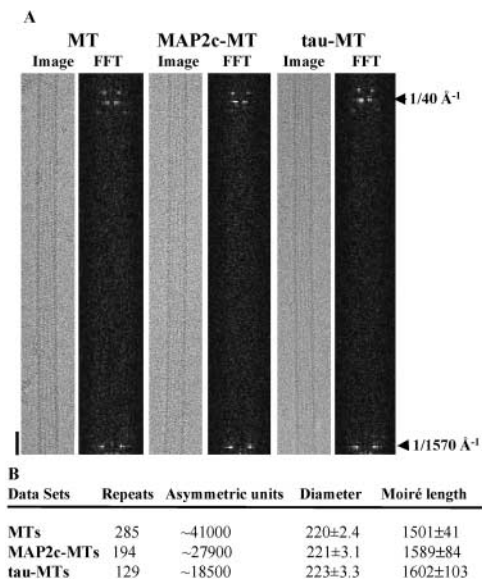 A
MT MAP2c-MT tau-MT
Image FFT Image FFT Image FFT
1/40 Å⁻¹
1/1570 Å⁻¹
B
Data Sets Repeats Asymmetric units Diameter Moiré length
MTs 285 ~41000 220±2.4 1501±41
MAP2c-MTs 194 ~27900 221±3.1 1589±84
tau-MTs 129 ~18500 223±3.3 1602±103